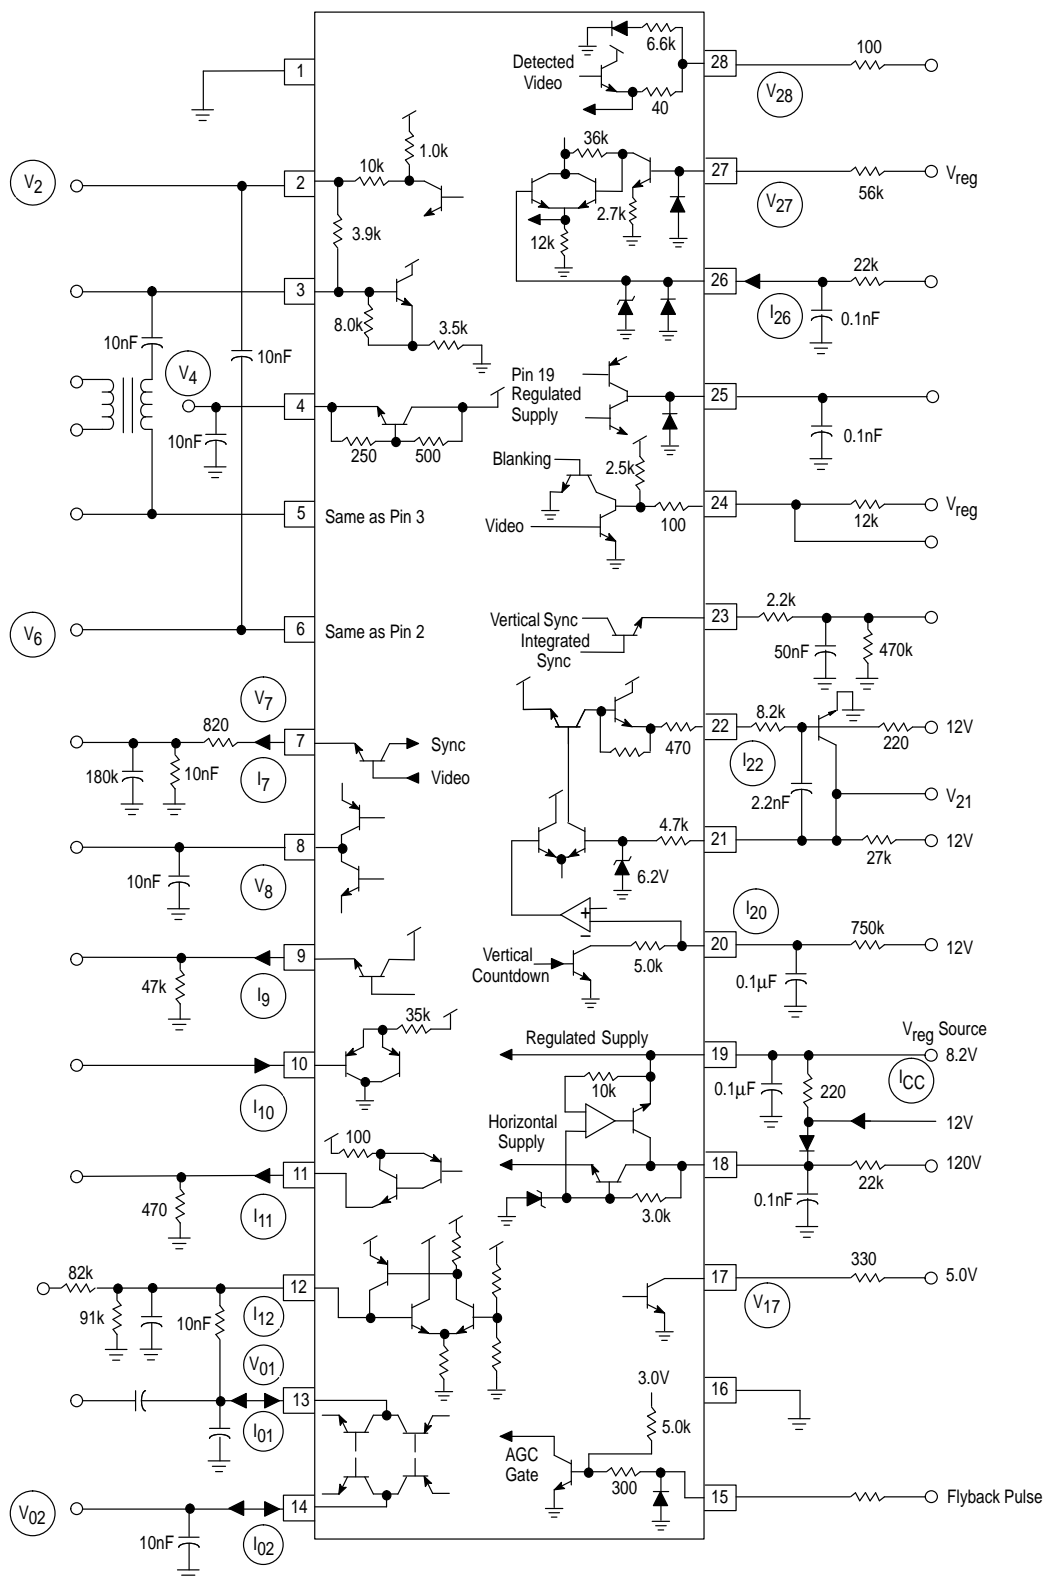 1
V2
2
10k
1.0k
3.9k
3
8.0k
3.5k
10nF
10nF
V4
4
10nF
250
500
5
Same as Pin 3
V6
6
Same as Pin 2
V7
820
7
Sync
180k
10nF
I7
Video
8
10nF
V8
9
47k
I9
35k
10
I10
100
11
470
I11
82k
12
91k
10nF
I12
V01
13
I01
V02
14
10nF
I02
6.6k
Detected
Video
40
28
100
V28
36k
27
56k
Vreg
2.7k
V27
12k
26
22k
I26
0.1nF
Pin 19
Regulated
Supply
25
0.1nF
Blanking
2.5k
24
Video
100
12k
Vreg
Vertical Sync
Integrated
Sync
23
2.2k
50nF
470k
22
8.2k
470
I22
220
12V
2.2nF
V21
4.7k
21
27k
12V
6.2V
+
–
I20
20
750k
12V
Vertical
Countdown
5.0k
0.1µF
Regulated Supply
19
Vreg Source
8.2V
ICC
10k
0.1µF
220
12V
Horizontal
Supply
18
22k
120V
3.0k
0.1nF
17
330
5.0V
V17
3.0V
16
5.0k
AGC
Gate
300
15
Flyback Pulse